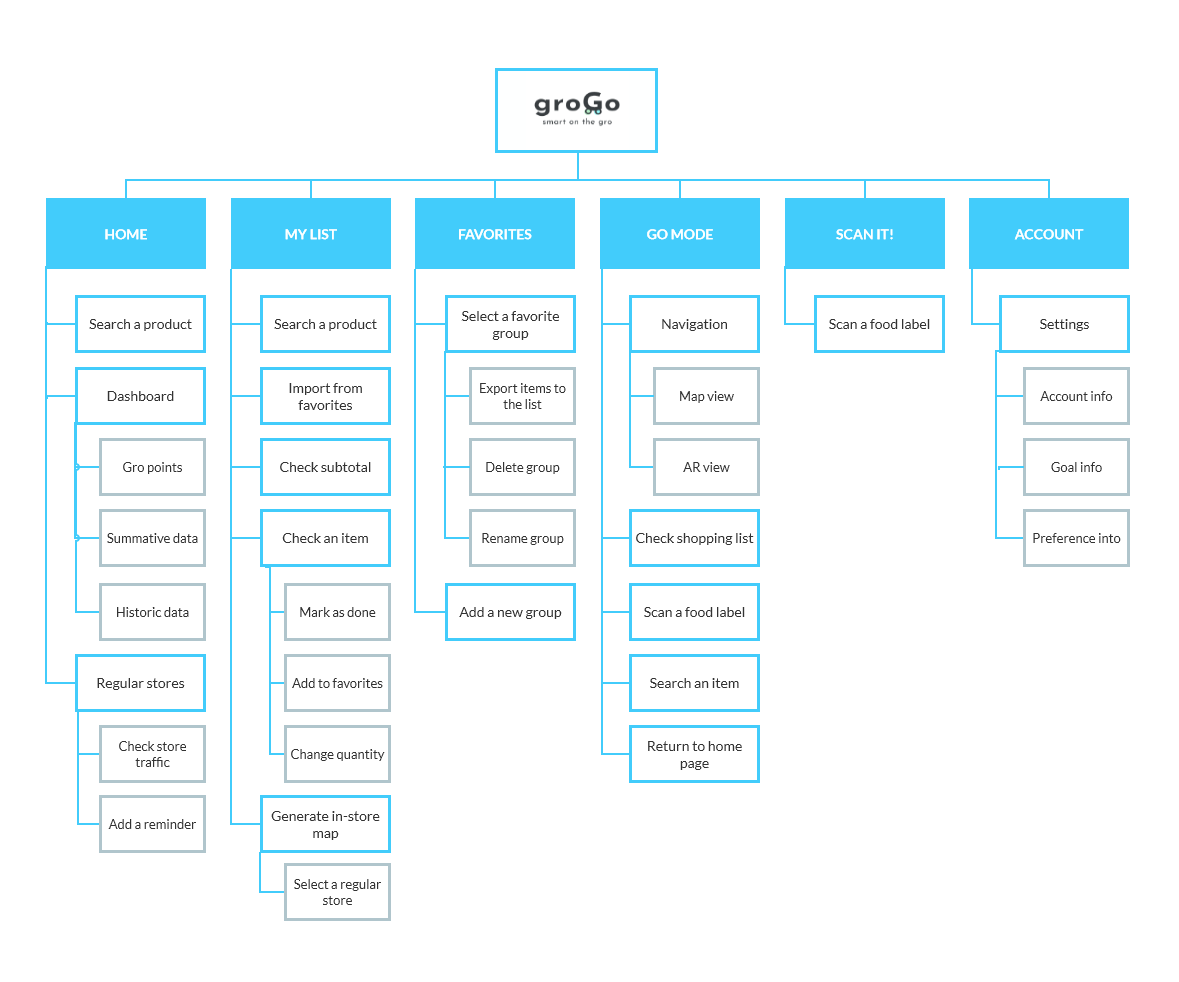 groGo
smart on the gro
HOME
Search a product
Dashboard
Gro points
Summative data
Historic data
Regular stores
Check store
traffic
Add a reminder
MY LIST
Search a product
Import from
favorites
Check subtotal
Check an item
Mark as done
Add to favorites
Change quantity
Generate in-store
map
Select a regular
store
FAVORITES
Select a favorite
group
Export items to
the list
Delete group
Rename group
Add a new group
GO MODE
Navigation
Map view
AR view
Check shopping list
Scan a food label
Search an item
Return to home
page
SCAN IT!
Scan a food label
ACCOUNT
Settings
Account info
Goal info
Preference into